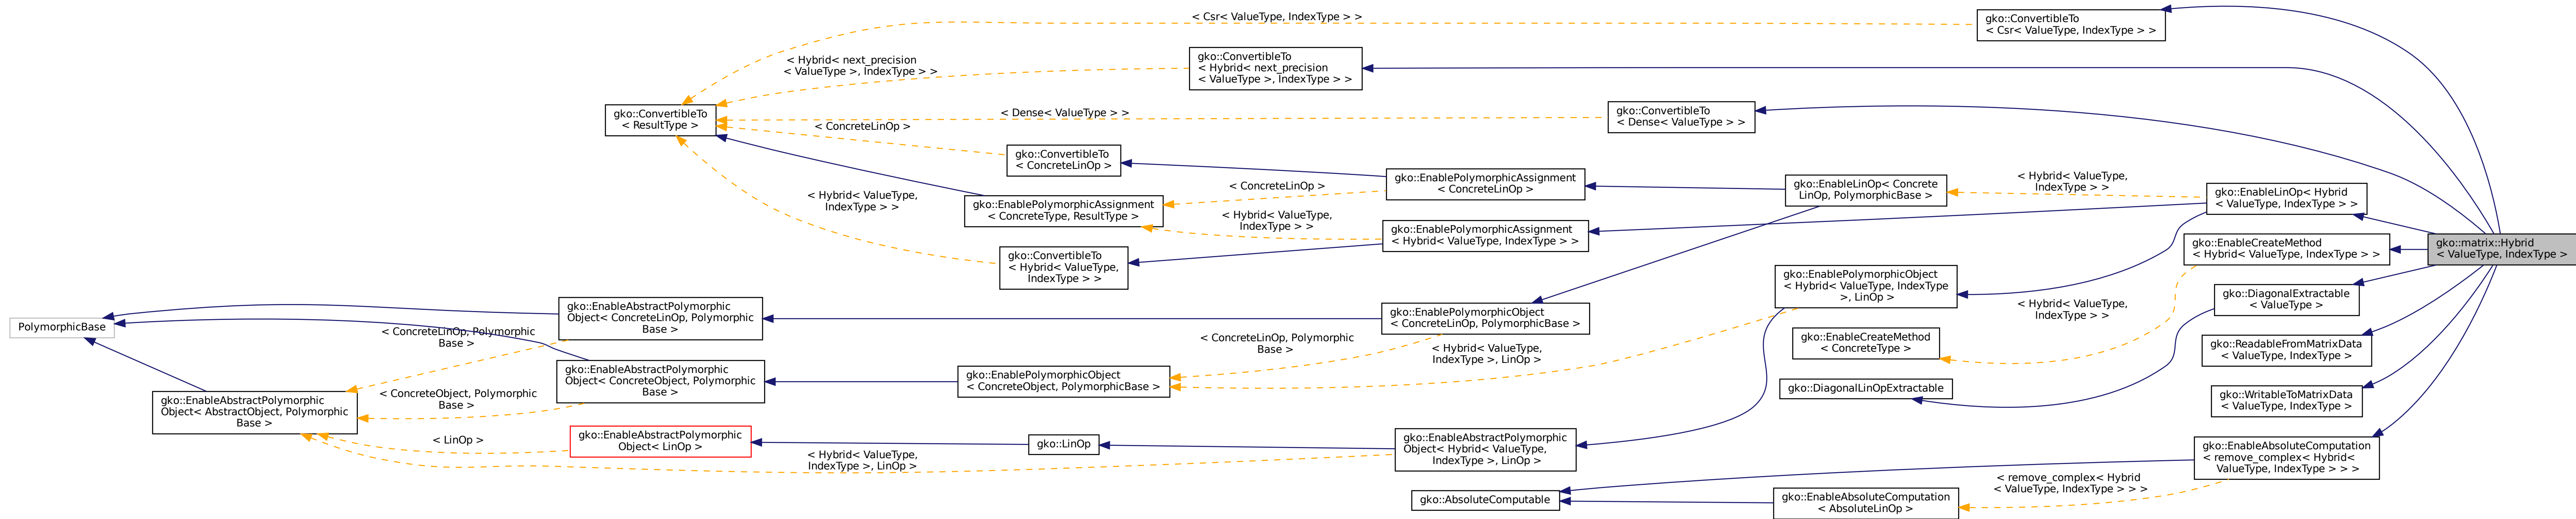 < Csr< ValueType, IndexType > >
gko::ConvertibleTo
< Csr< ValueType, IndexType > >
< Hybrid< next_precision
< ValueType >, IndexType > >
gko::ConvertibleTo
< Hybrid< next_precision
< ValueType >, IndexType > >
gko::ConvertibleTo
< ResultType >
< Dense< ValueType > >
gko::ConvertibleTo
< Dense< ValueType > >
< ConcreteLinOp >
gko::ConvertibleTo
< ConcreteLinOp >
gko::EnablePolymorphicAssignment
< ConcreteLinOp >
gko::EnableLinOp< Concrete
LinOp, PolymorphicBase >
< Hybrid< ValueType,
IndexType > >
gko::EnableLinOp< Hybrid
< ValueType, IndexType > >
< Hybrid< ValueType,
IndexType > >
gko::EnablePolymorphicAssignment
< ConcreteType, ResultType >
< ConcreteLinOp >
< Hybrid< ValueType,
IndexType > >
gko::EnablePolymorphicAssignment
< Hybrid< ValueType, IndexType > >
gko::EnableCreateMethod
< Hybrid< ValueType, IndexType > >
gko::matrix::Hybrid
< ValueType, IndexType >
gko::ConvertibleTo
< Hybrid< ValueType,
IndexType > >
gko::EnablePolymorphicObject
< Hybrid< ValueType, IndexType
>, LinOp >
< Hybrid< ValueType,
IndexType > >
gko::DiagonalExtractable
< ValueType >
PolymorphicBase
gko::EnableAbstractPolymorphic
Object< ConcreteLinOp, Polymorphic
Base >
gko::EnablePolymorphicObject
< ConcreteLinOp, PolymorphicBase >
gko::EnableCreateMethod
< ConcreteType >
gko::ReadableFromMatrixData
< ValueType, IndexType >
< ConcreteLinOp, Polymorphic
Base >
< ConcreteLinOp, Polymorphic
Base >
< Hybrid< ValueType,
IndexType >, LinOp >
gko::EnableAbstractPolymorphic
Object< ConcreteObject, Polymorphic
Base >
gko::EnablePolymorphicObject
< ConcreteObject, PolymorphicBase >
gko::DiagonalLinOpExtractable
gko::WritableToMatrixData
< ValueType, IndexType >
gko::EnableAbstractPolymorphic
Object< AbstractObject, Polymorphic
Base >
< ConcreteObject, Polymorphic
Base >
< LinOp >
gko::EnableAbstractPolymorphic
Object< LinOp >
gko::LinOp
gko::EnableAbstractPolymorphic
Object< Hybrid< ValueType,
IndexType >, LinOp >
< Hybrid< ValueType,
IndexType >, LinOp >
gko::EnableAbsoluteComputation
< remove_complex< Hybrid<
ValueType, IndexType > > >
gko::AbsoluteComputable
gko::EnableAbsoluteComputation
< AbsoluteLinOp >
< remove_complex< Hybrid
< ValueType, IndexType > > >